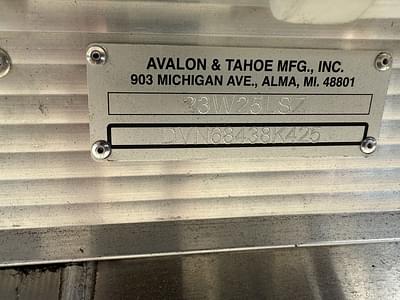 AVALON & TAHOE MFG., INC.
903 MICHIGAN AVE., ALMA, MI. 48801
23W25LSZ
DVN68438K425